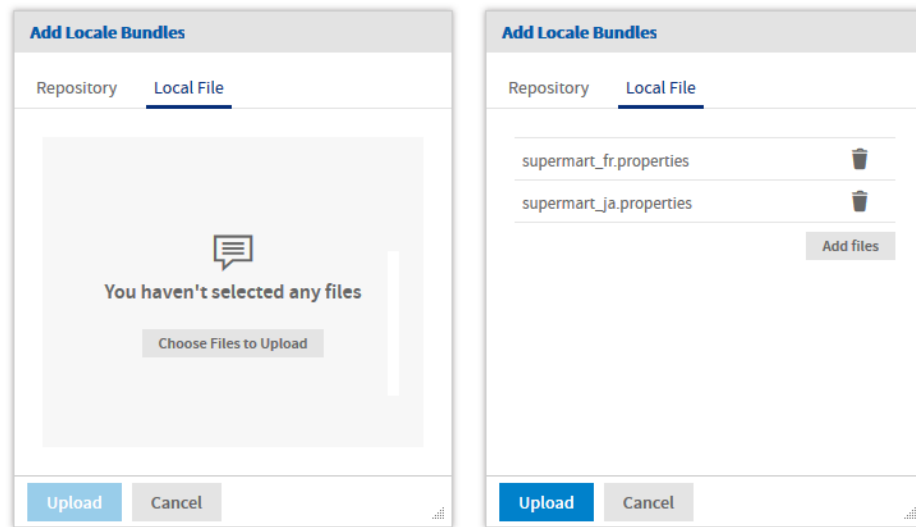 Add Locale Bundles
Repository Local File
You haven't selected any files
Choose Files to Upload
Upload Cancel
Add Locale Bundles
Repository Local File
supermart_fr.properties
supermart_ja.properties
Add files
Upload Cancel